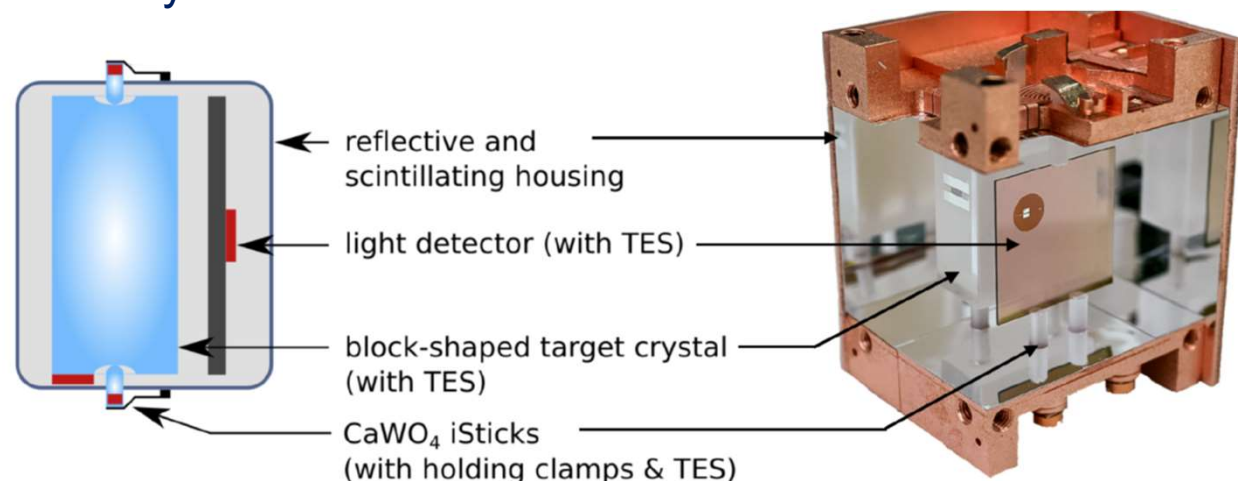 reflective and
scintillating housing
light detector (with TES)
block-shaped target crystal
(with TES)
CaWO₄ iSticks
(with holding clamps & TES)